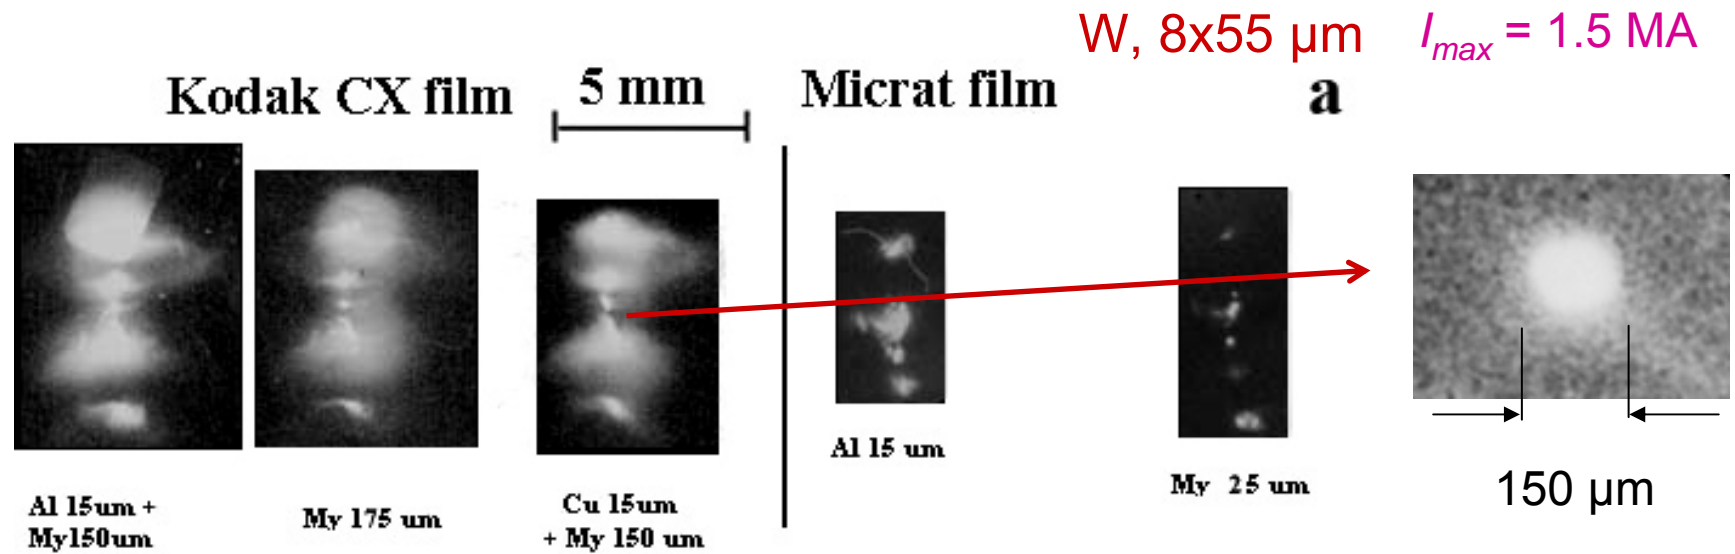 W, 8x55 µm
I_max = 1.5 MA
Kodak CX film
5 mm
Micrat film
a
Al 15um +
My150um
My 175 um
Cu 15um
+ My 150 um
Al 15 um
My 25 um
150 µm